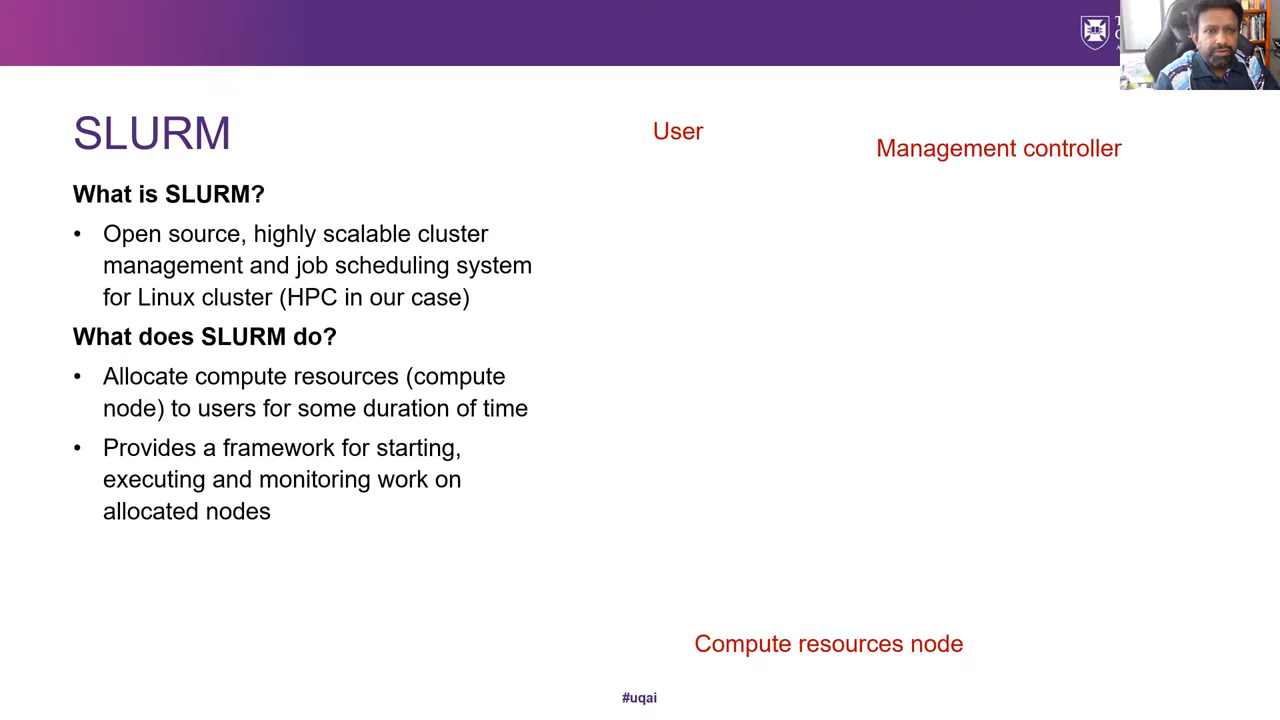 SLURM
What is SLURM?
• Open source, highly scalable cluster
management and job scheduling system
for Linux cluster (HPC in our case)
What does SLURM do?
• Allocate compute resources (compute
node) to users for some duration of time
• Provides a framework for starting,
executing and monitoring work on
allocated nodes
User
Management controller
Compute resources node
#uqai